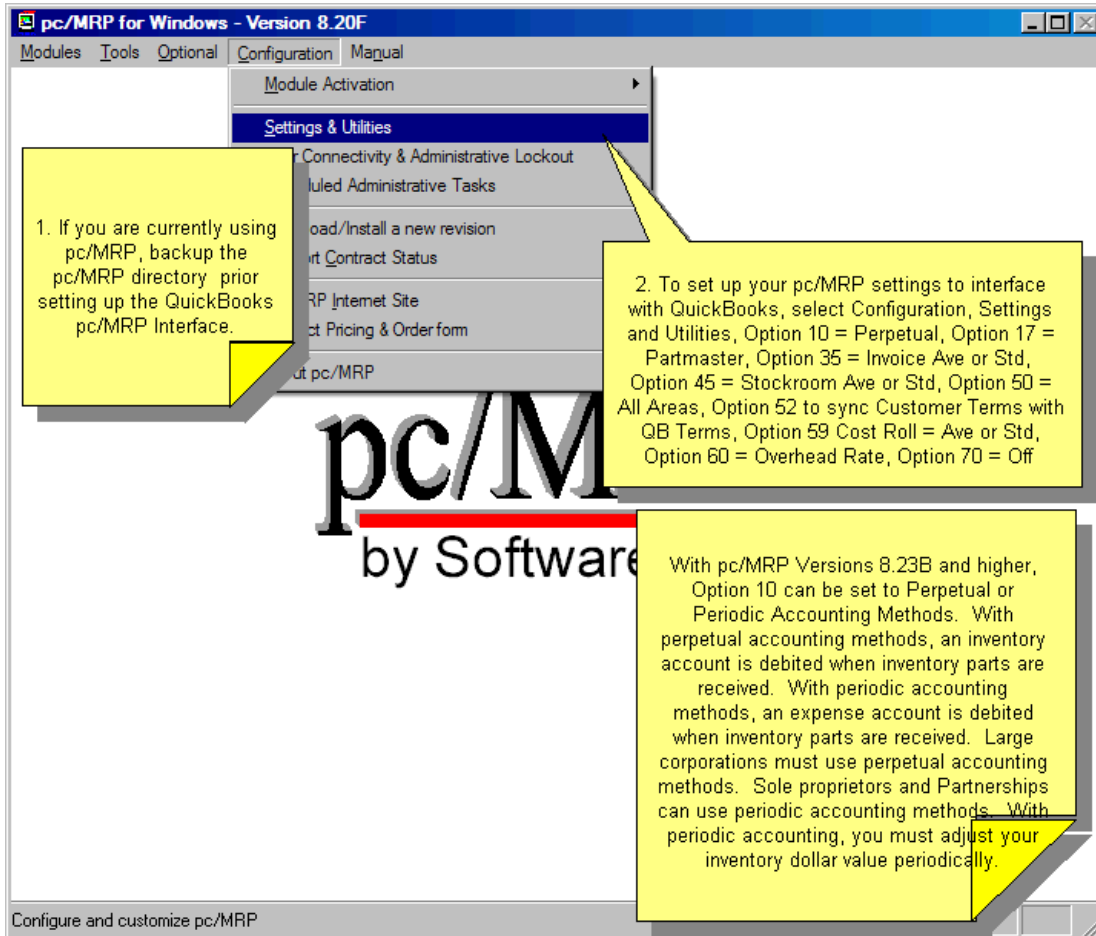 pc/MRP for Windows - Version 8.20F
Modules Tools Optional Configuration Manual
Module Activation
Settings & Utilities
Connectivity & Administrative Lockout
Administrative Tasks
/Install a new revision
Contract Status
Internet Site
Pricing & Order form
pc/MRP
1. If you are currently using
pc/MRP, backup the
pc/MRP directory prior
setting up the QuickBooks
pc/MRP Interface.
2. To set up your pc/MRP settings to interface
with QuickBooks, select Configuration, Settings
and Utilities, Option 10 = Perpetual, Option 17 =
Partmaster, Option 35 = Invoice Ave or Std,
Option 45 = Stockroom Ave or Std, Option 50 =
All Areas, Option 52 to sync Customer Terms with
QB Terms, Option 59 Cost Roll = Ave or Std,
Option 60 = Overhead Rate, Option 70 = Off
pc/M
by Software
With pc/MRP Versions 8.23B and higher,
Option 10 can be set to Perpetual or
Periodic Accounting Methods. With
perpetual accounting methods, an inventory
account is debited when inventory parts are
received. With periodic accounting
methods, an expense account is debited
when inventory parts are received. Large
corporations must use perpetual accounting
methods. Sole proprietors and Partnerships
can use periodic accounting methods. With
periodic accounting, you must adjust your
inventory dollar value periodically.
Configure and customize pc/MRP